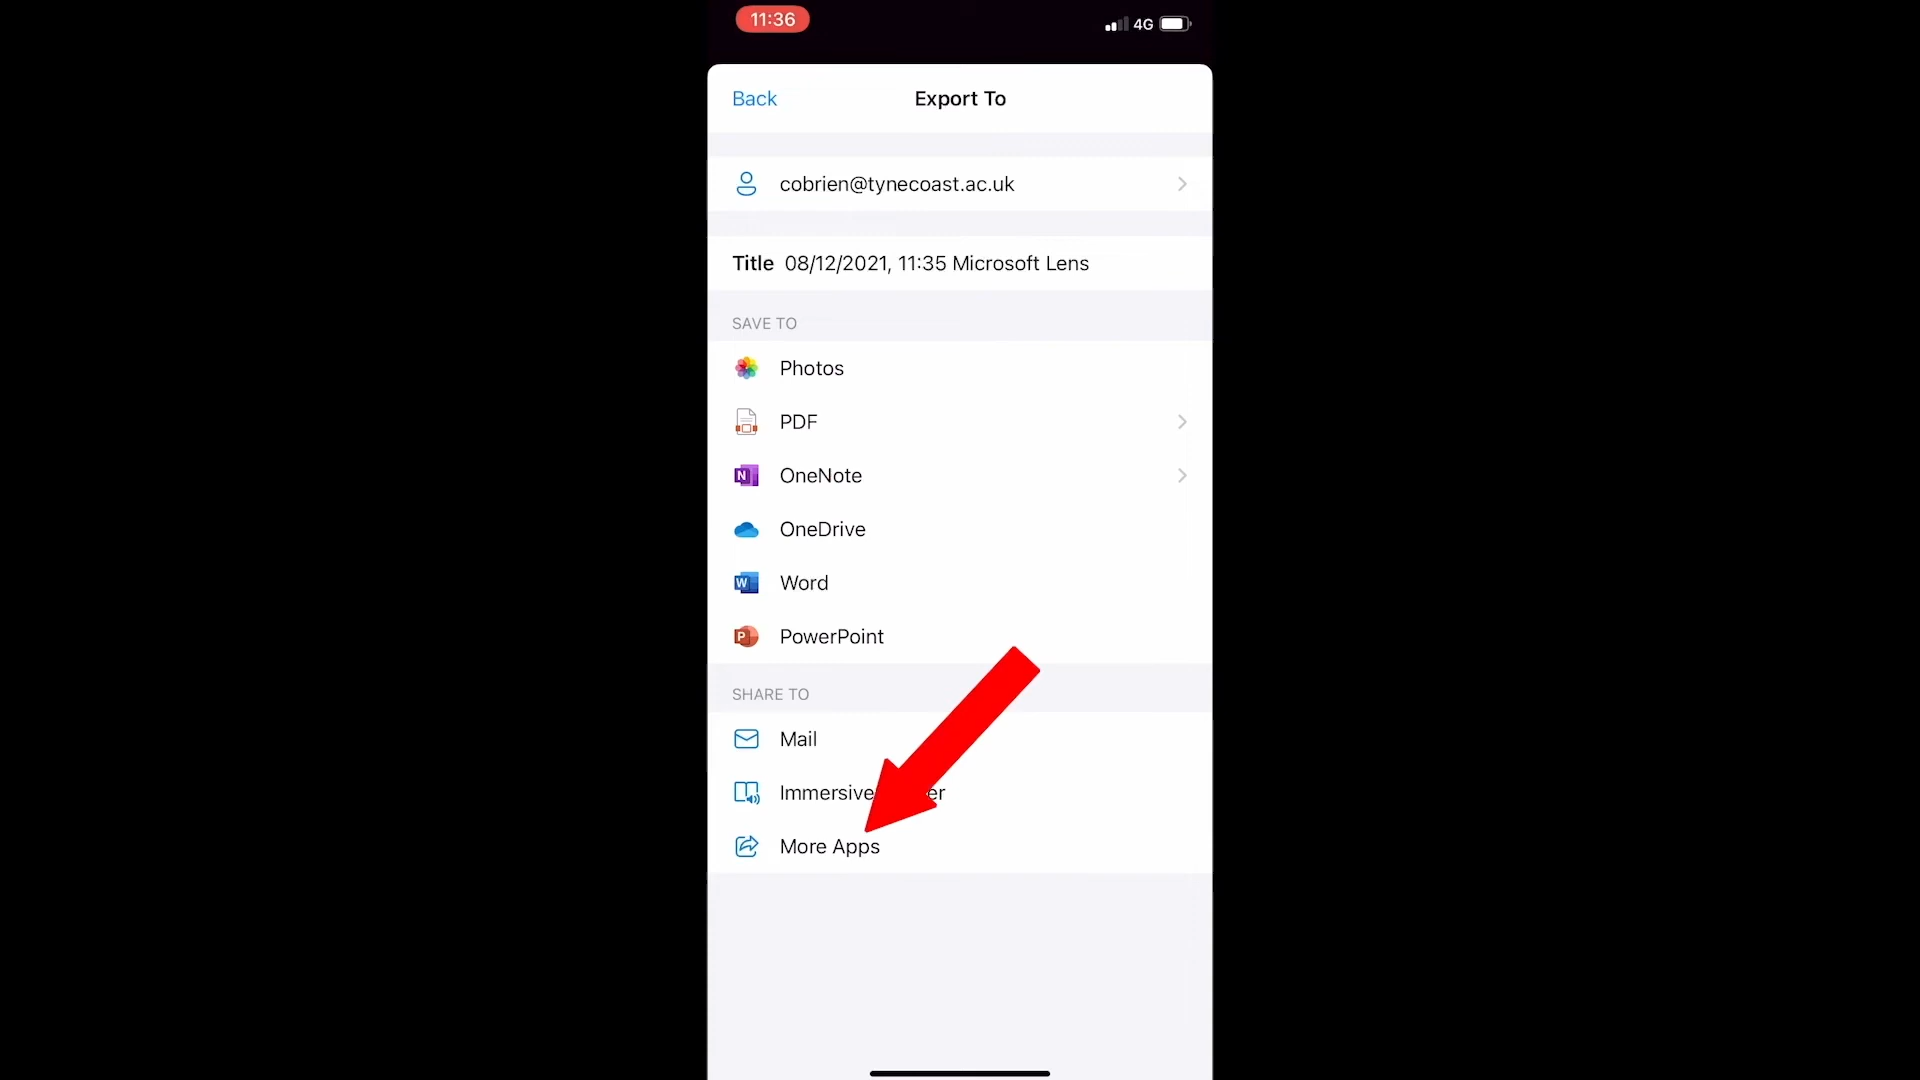 11:36
4G
Back
Export To
cobrien@tynecoast.ac.uk
Title 08/12/2021, 11:35 Microsoft Lens
SAVE TO
Photos
PDF
N OneNote
OneDrive
W Word
P PowerPoint
SHARE TO
Mail
Immersive
More Apps